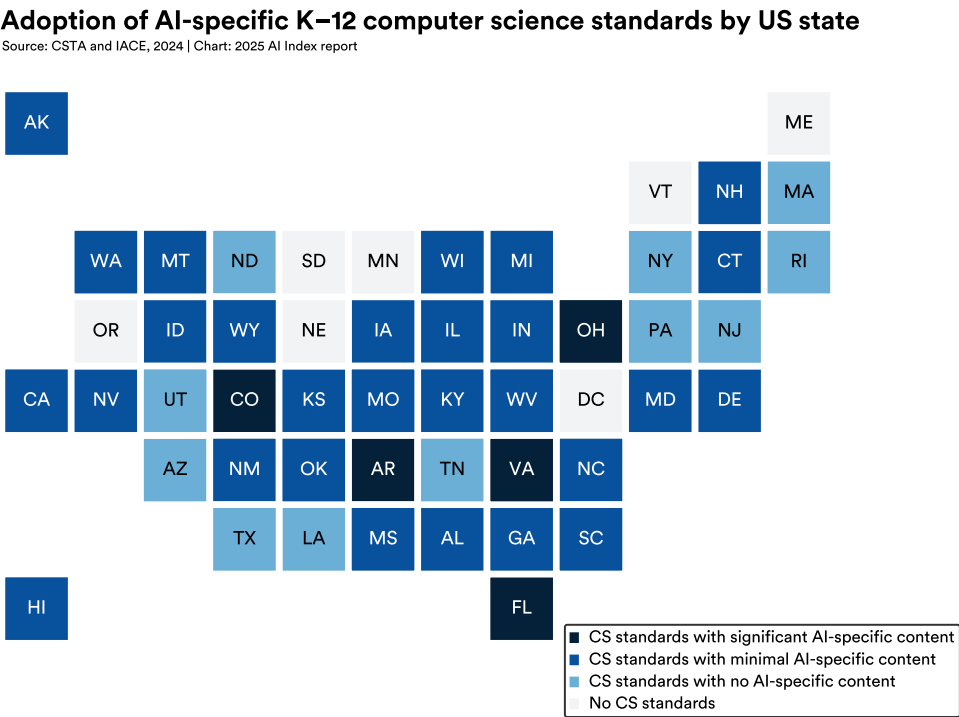 Adoption of AI-specific K–12 computer science standards by US state
Source: CSTA and IACE, 2024 | Chart: 2025 AI Index report
AK ME
VT NH MA
WA MT ND SD MN WI MI NY CT RI
OR ID WY NE IA IL IN OH PA NJ
CA NV UT CO KS MO KY WV DC MD DE
AZ NM OK AR TN VA NC
TX LA MS AL GA SC
HI FL
CS standards with significant AI-specific content
CS standards with minimal AI-specific content
CS standards with no AI-specific content
No CS standards